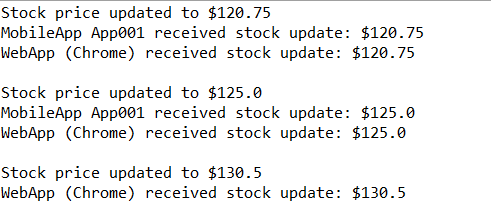 Stock price updated to $120.75
MobileApp App001 received stock update: $120.75
WebApp (Chrome) received stock update: $120.75
Stock price updated to $125.0
MobileApp App001 received stock update: $125.0
WebApp (Chrome) received stock update: $125.0
Stock price updated to $130.5
WebApp (Chrome) received stock update: $130.5